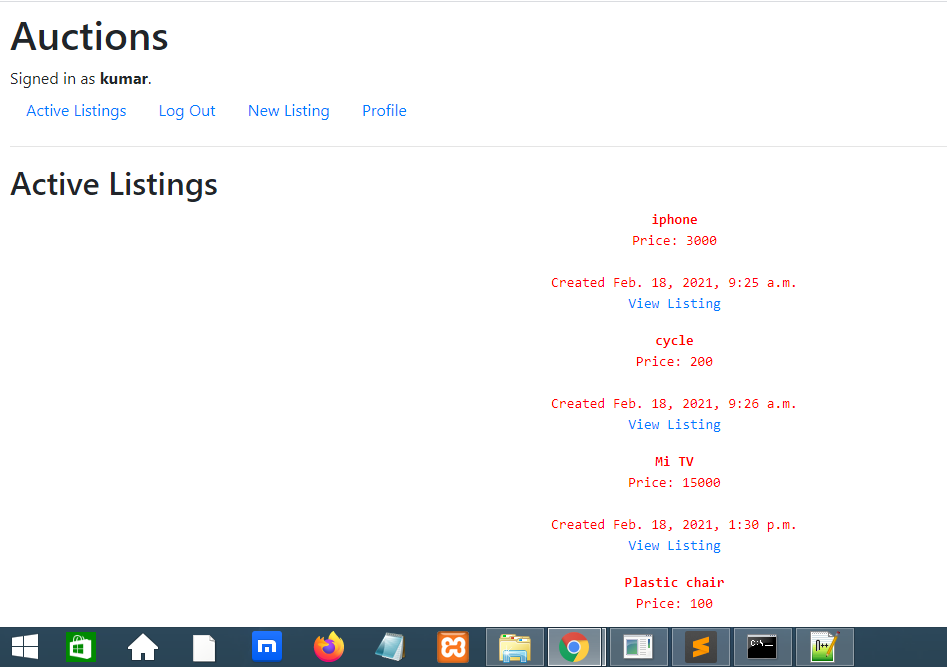 Auctions
Signed in as kumar.
Active Listings Log Out New Listing Profile
Active Listings
iphone
Price: 3000
Created Feb. 18, 2021, 9:25 a.m.
View Listing
cycle
Price: 200
Created Feb. 18, 2021, 9:26 a.m.
View Listing
Mi TV
Price: 15000
Created Feb. 18, 2021, 1:30 p.m.
View Listing
Plastic chair
Price: 100